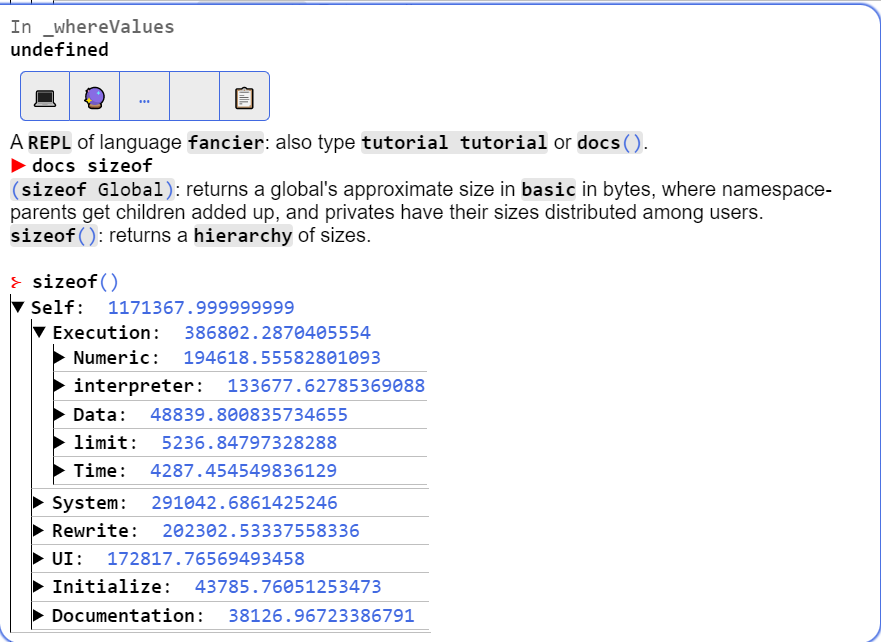 In _whereValues
undefined
...
A REPL of language fancier: also type tutorial tutorial or docs().
docs sizeof
(sizeof Global): returns a global's approximate size in basic in bytes, where namespace-
parents get children added up, and privates have their sizes distributed among users.
sizeof(): returns a hierarchy of sizes.
sizeof()
Self: 1171367.999999999
Execution: 386802.2870405554
Numeric: 194618.55582801093
interpreter: 133677.62785369088
Data: 48839.800835734655
limit: 5236.84797328288
Time: 4287.454549836129
System: 291042.6861425246
Rewrite: 202302.53337558336
UI: 172817.76569493458
Initialize: 43785.76051253473
Documentation: 38126.96723386791